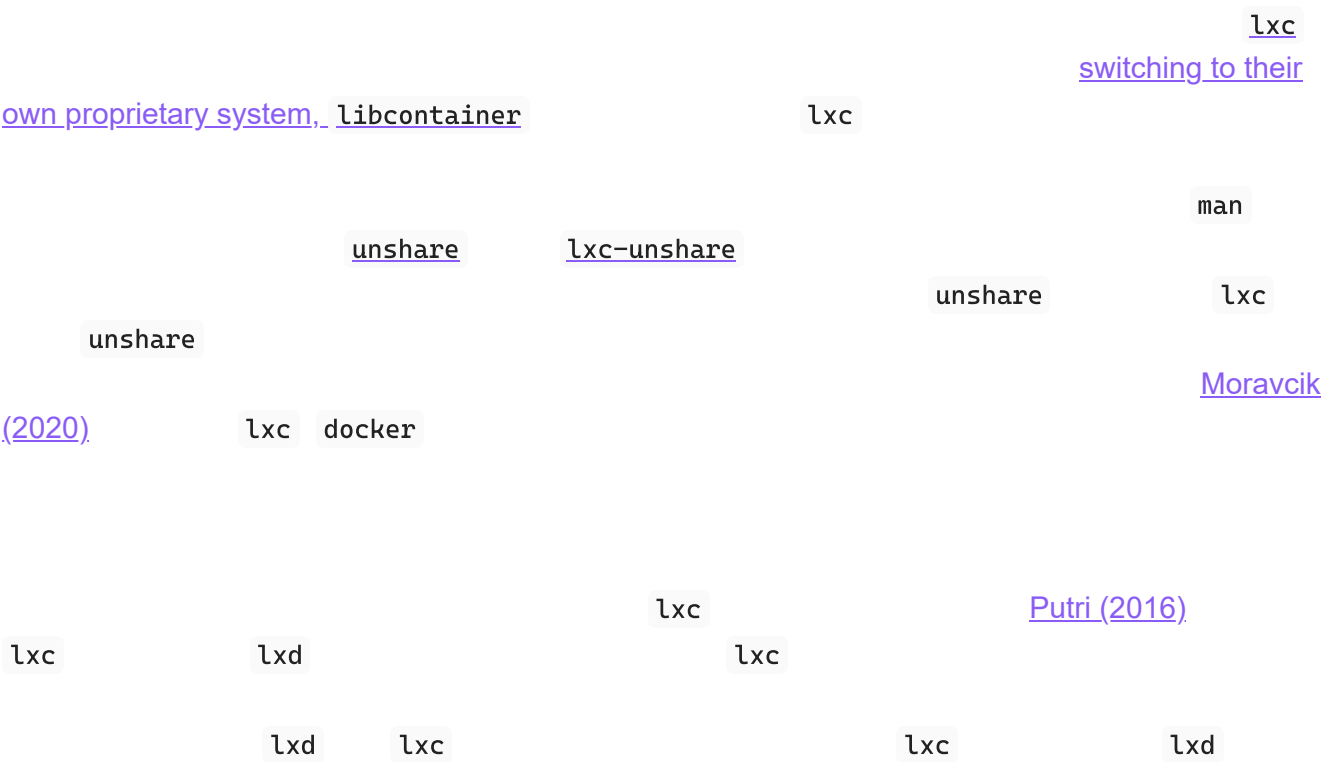 lxc
switching to their
own proprietary system, libcontainer lxc
man
unshare lxc-unshare
unshare lxc
unshare
Moravcik
(2020) lxc docker
lxc Putri (2016)
lxc lxd lxc
lxd lxc lxc lxd